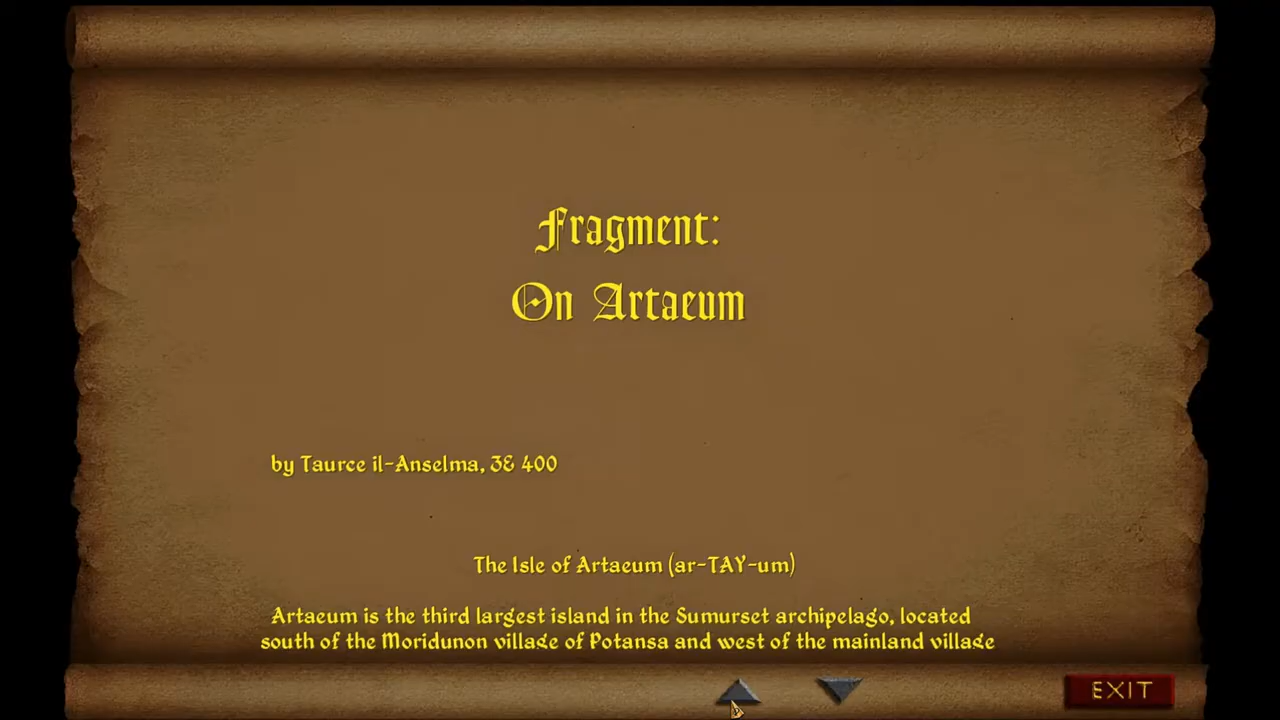 Fragment:
On Artaeum
by Taurce il-Anselma, 3E 400
The Isle of Artaeum (ar-TAY-um)
Artaeum is the third largest island in the Sumurset archipelago, located
south of the Moridunon village of Potansa and west of the mainland village
EXIT